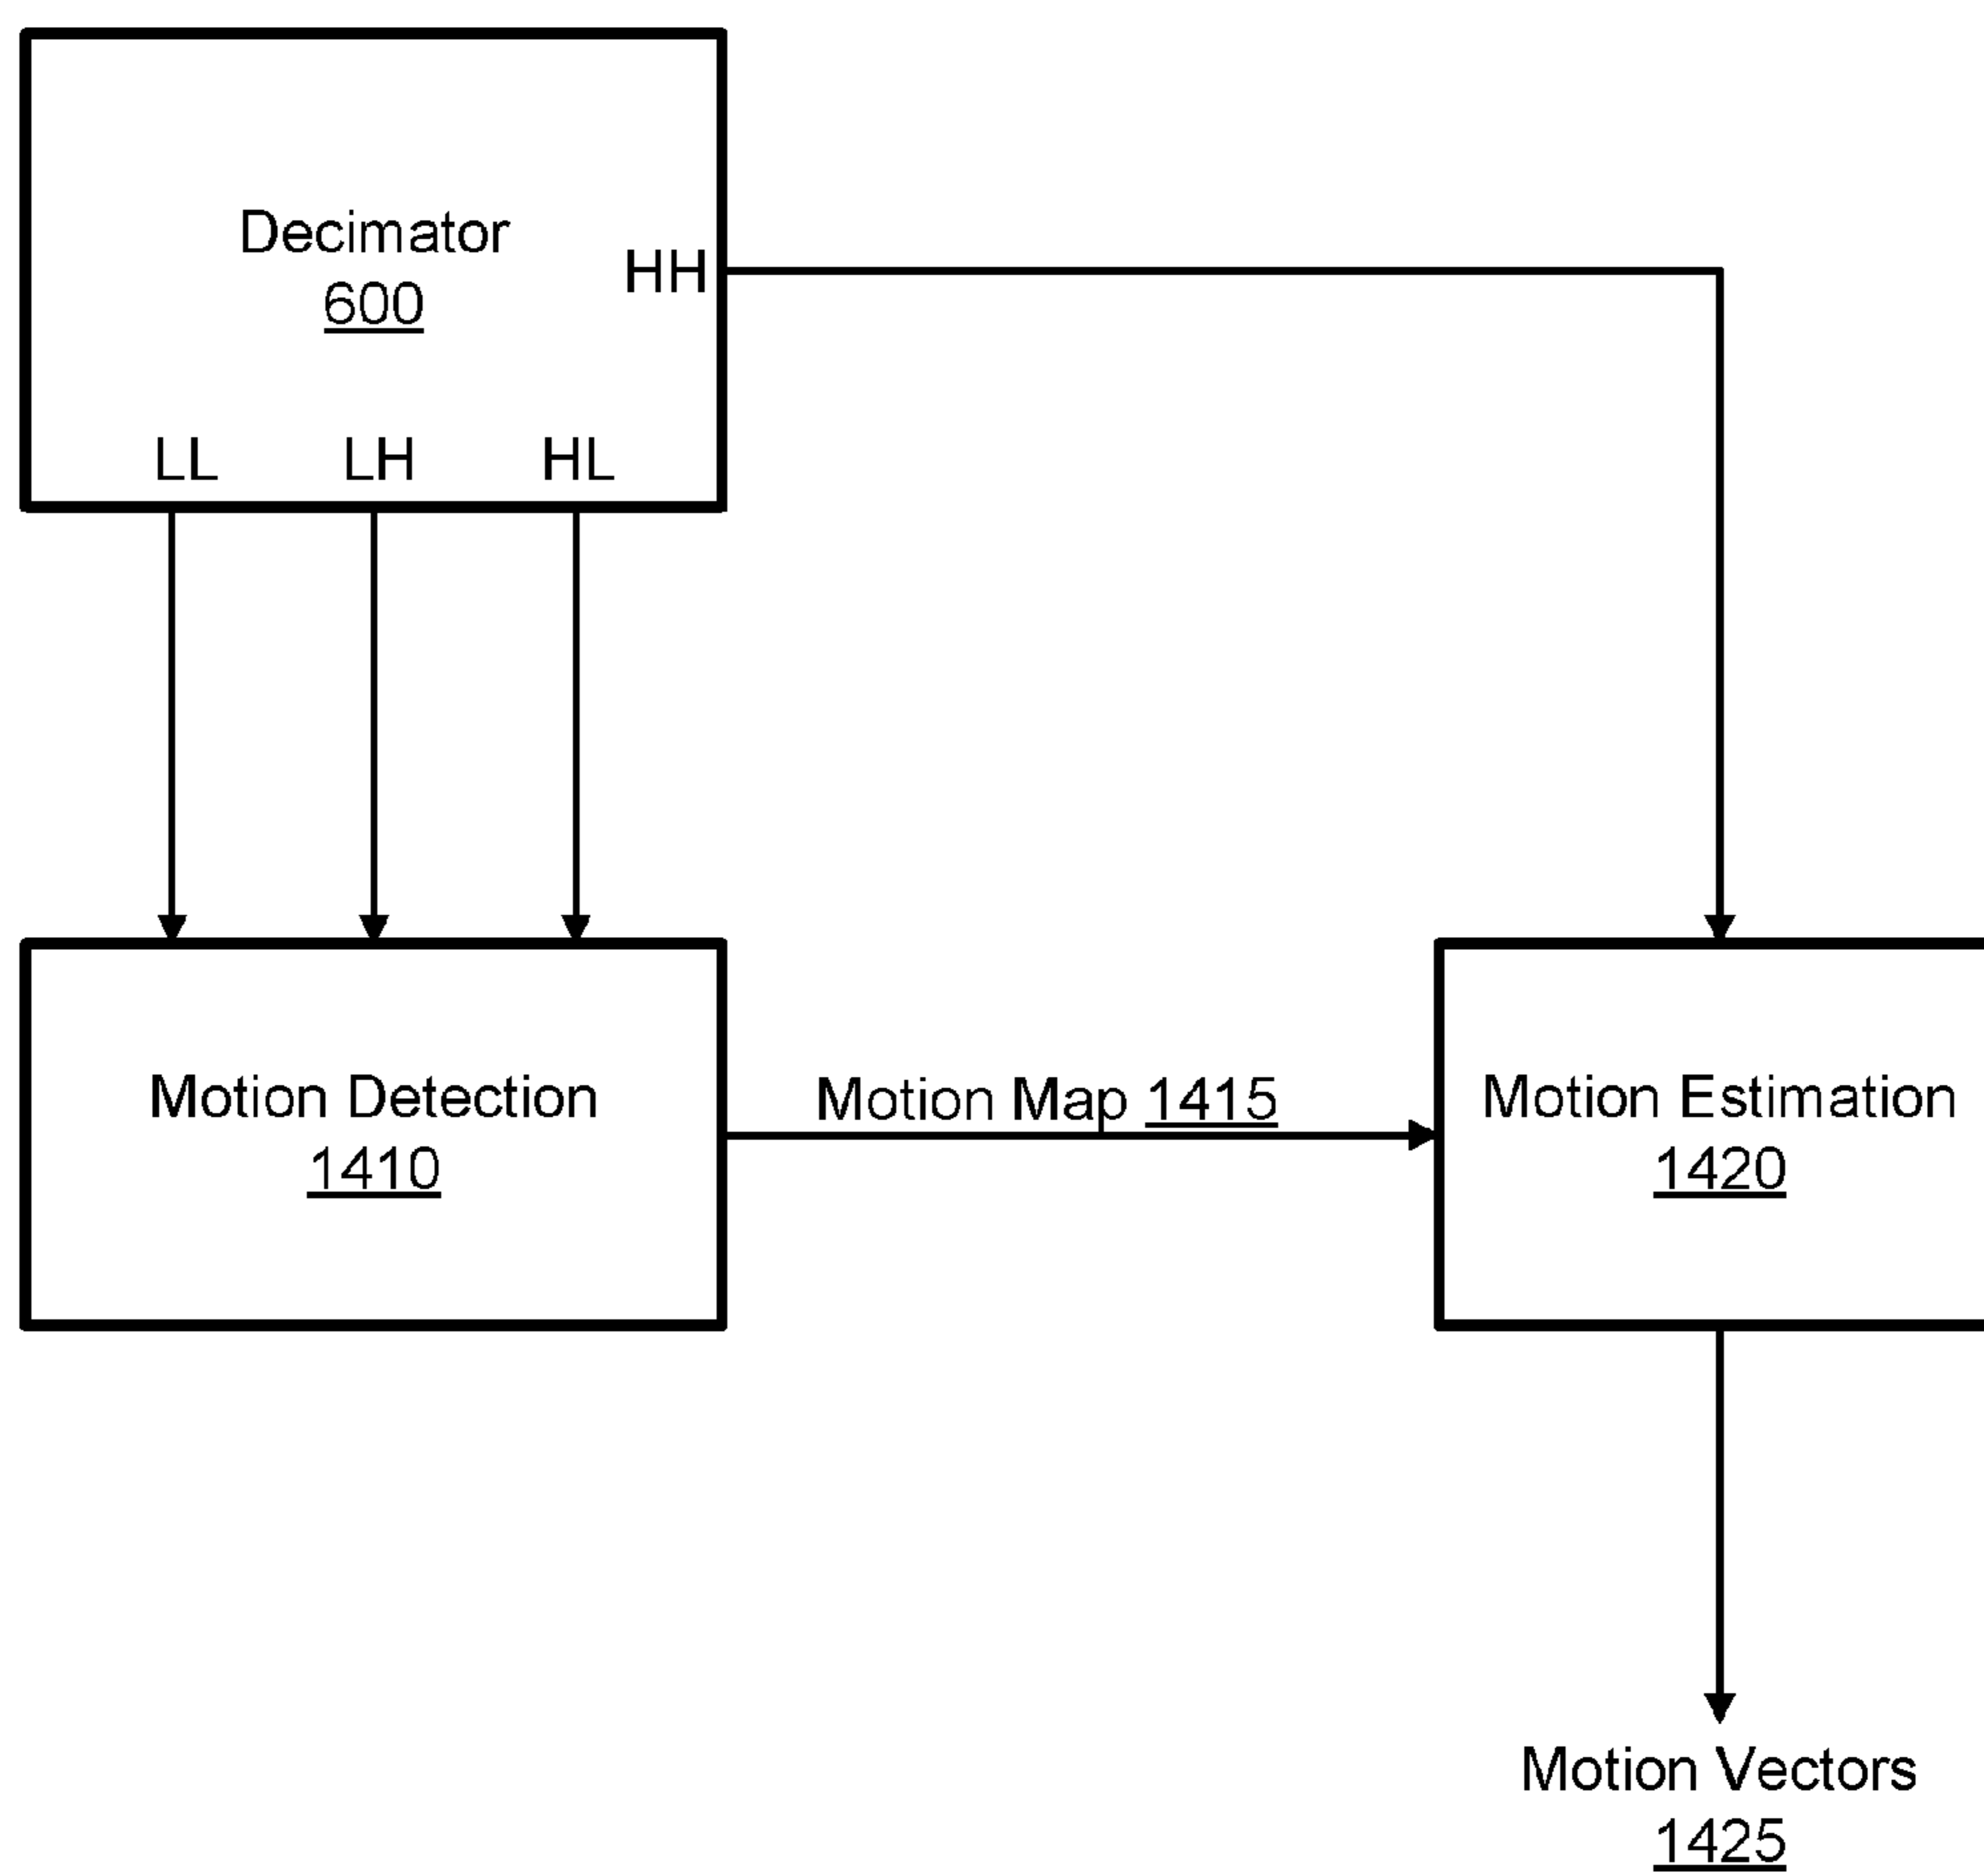 Decimator
600
HH
LL LH HL
Motion Detection
1410
Motion Map 1415
Motion Estimation
1420
Motion Vectors
1425